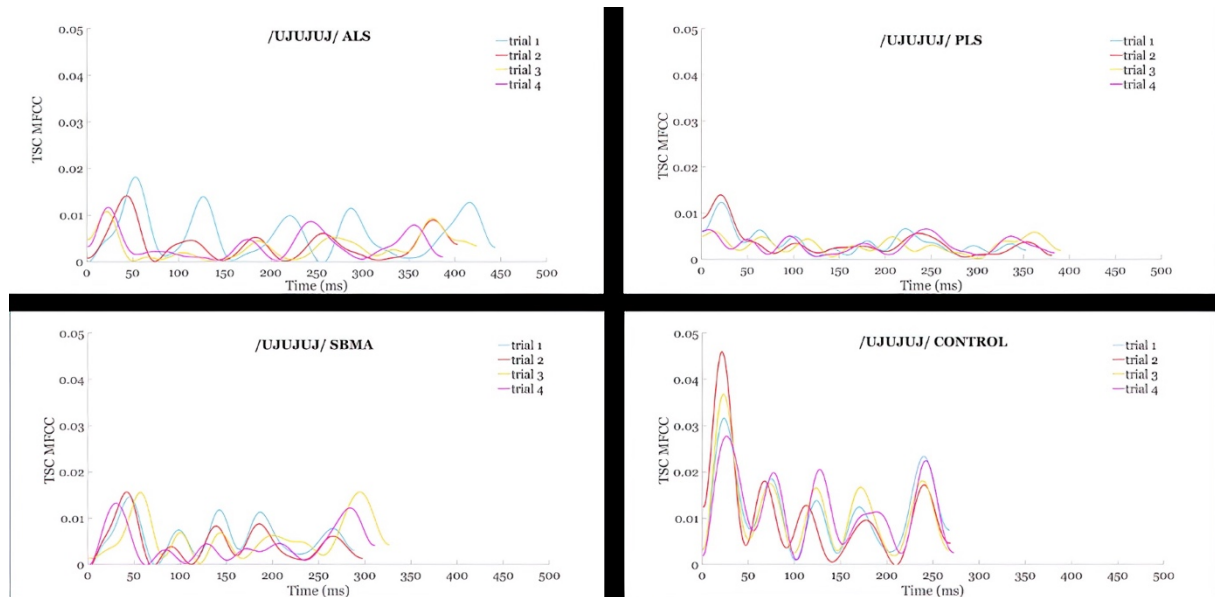 /UJUJUJ/ ALS
trial 1
trial 2
trial 3
trial 4
TSC MFCC
0.05
0.04
0.03
0.02
0.01
0
0 50 100 150 200 250 300 350 400 450 500
Time (ms)
/UJUJUJ/ PLS
trial 1
trial 2
trial 3
trial 4
TSC MFCC
0.05
0.04
0.03
0.02
0.01
0
0 50 100 150 200 250 300 350 400 450 500
Time (ms)
/UJUJUJ/ SBMA
trial 1
trial 2
trial 3
trial 4
TSC MFCC
0.05
0.04
0.03
0.02
0.01
0
0 50 100 150 200 250 300 350 400 450 500
Time (ms)
/UJUJUJ/ CONTROL
trial 1
trial 2
trial 3
trial 4
TSC MFCC
0.05
0.04
0.03
0.02
0.01
0
0 50 100 150 200 250 300 350 400 450 500
Time (ms)